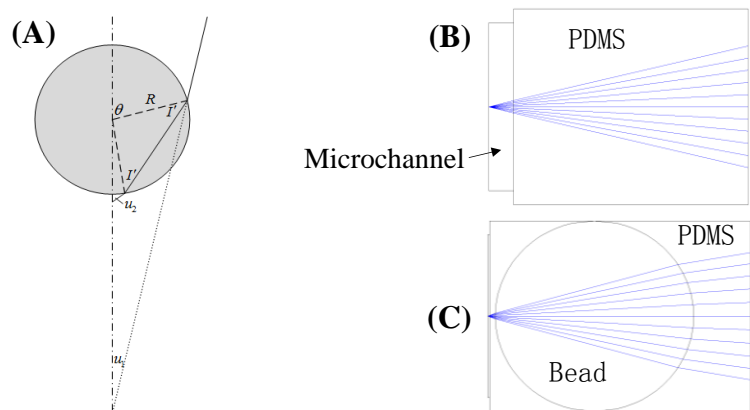 (A)
θ
R
I'
I'
u₂
u₁
(B)
PDMS
Microchannel
PDMS
(C)
Bead